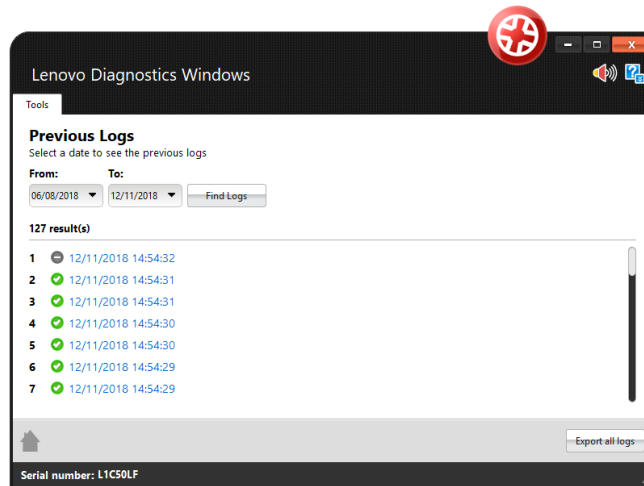 Lenovo Diagnostics Windows
Tools
Previous Logs
Select a date to see the previous logs
From: To:
06/08/2018 12/11/2018 Find Logs
127 result(s)
1 12/11/2018 14:54:32
2 12/11/2018 14:54:31
3 12/11/2018 14:54:31
4 12/11/2018 14:54:30
5 12/11/2018 14:54:30
6 12/11/2018 14:54:29
7 12/11/2018 14:54:29
Export all logs
Serial number: L1C50LF